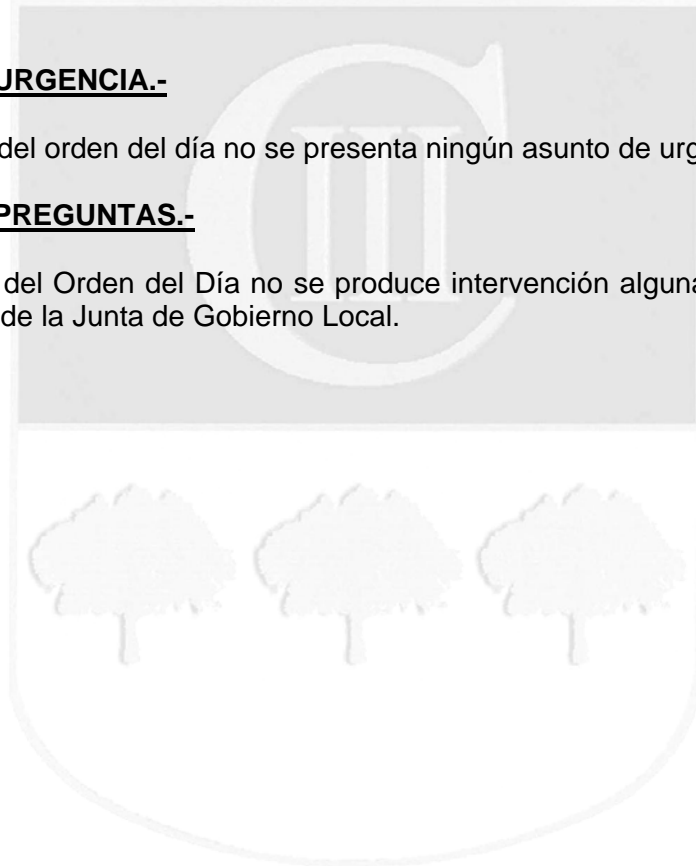 URGENCIA.-
del orden del día no se presenta ningún asunto de
PREGUNTAS.-
del Orden del Día no se produce intervención alguna
de la Junta de Gobierno Local.
CIII